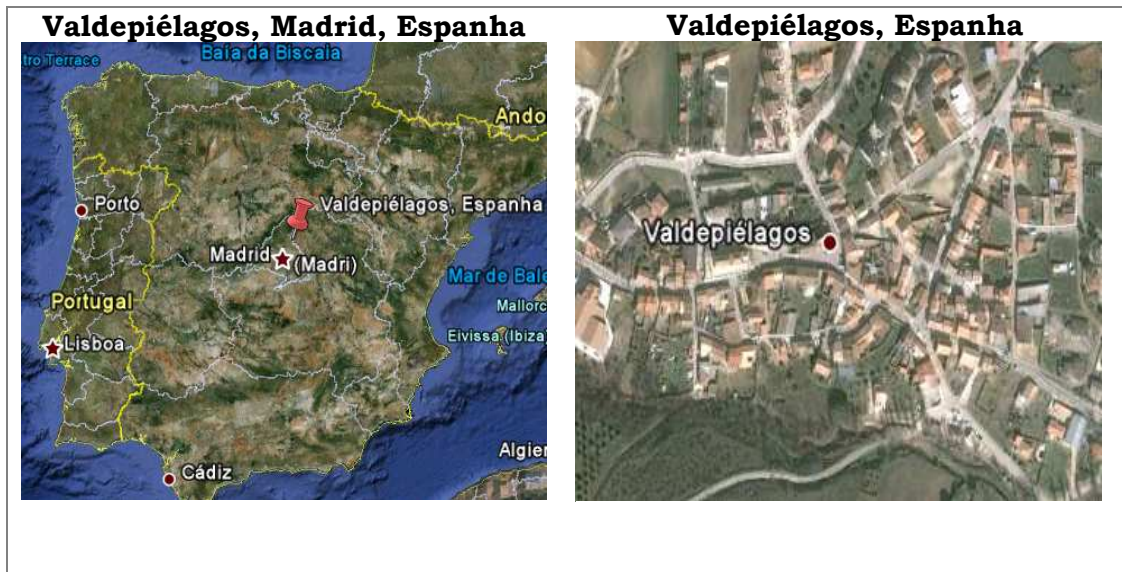 Valdepiélagos, Madrid, Espanha
Baía da Biscaia
tro Terrace
Ando
Porto
Valdepiélagos, Espanha
Madrid
(Madri)
Mar de Bale
Portugal
Mallorc
Eivissa (Ibiza)
Lisboa
Algier
Cádiz
Valdepiélagos, Espanha
Valdepiélagos